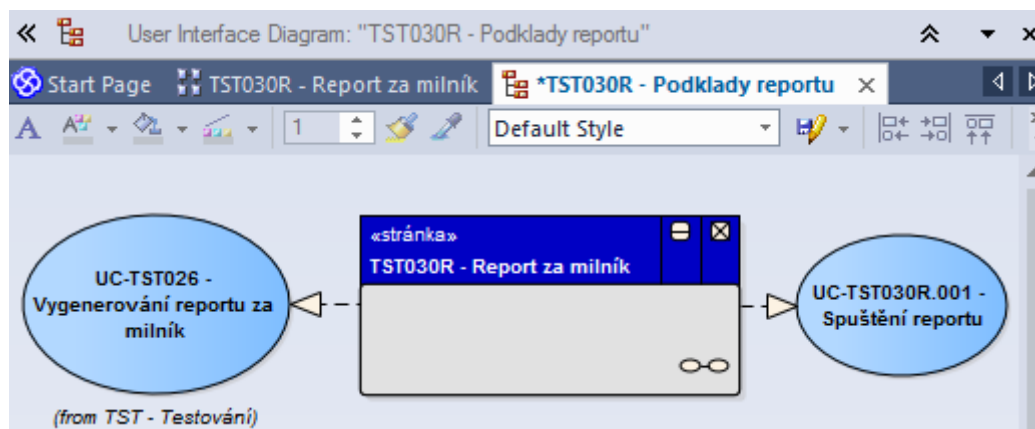 User Interface Diagram: "TST030R - Podklady reportu"
Start Page TST030R - Report za milník *TST030R - Podklady reportu
A 1 Default Style
«stránka»
TST030R - Report za milník
UC-TST026 -
Vygenerování reportu za
milník
UC-TST030R.001 -
Spuštění reportu
(from TST - Testování)